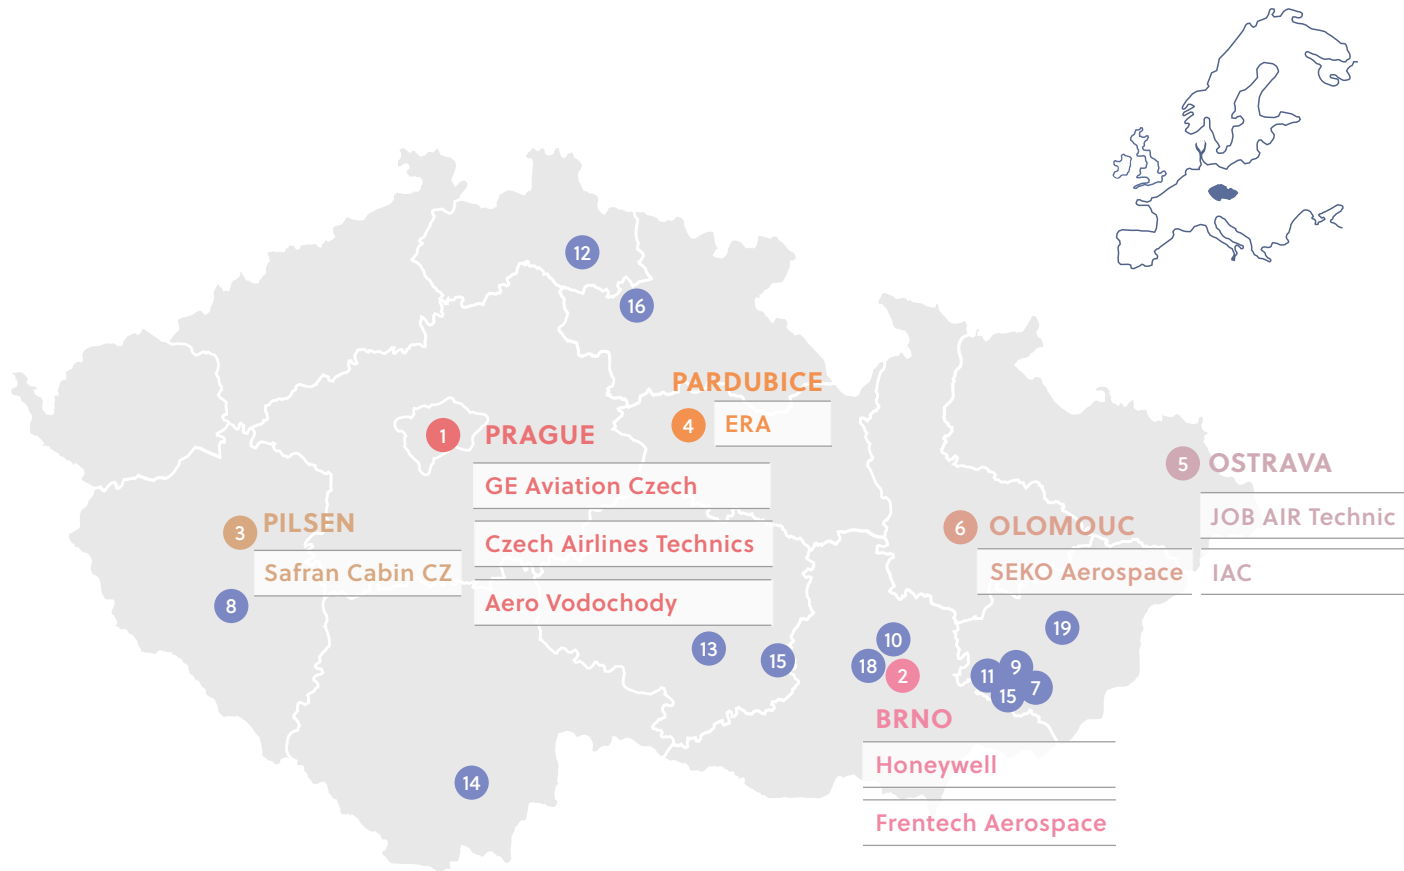 12
16
PARDUBICE
4
ERA
1
PRAGUE
GE Aviation Czech
Czech Airlines Technics
Aero Vodochody
5
OSTRAVA
JOB AIR Technic
IAC
3
PILSEN
Safran Cabin CZ
6
OLOMOUC
SEKO Aerospace
8
19
10
13
15
18
2
11
9
7
15
BRNO
Honeywell
Frentech Aerospace
14